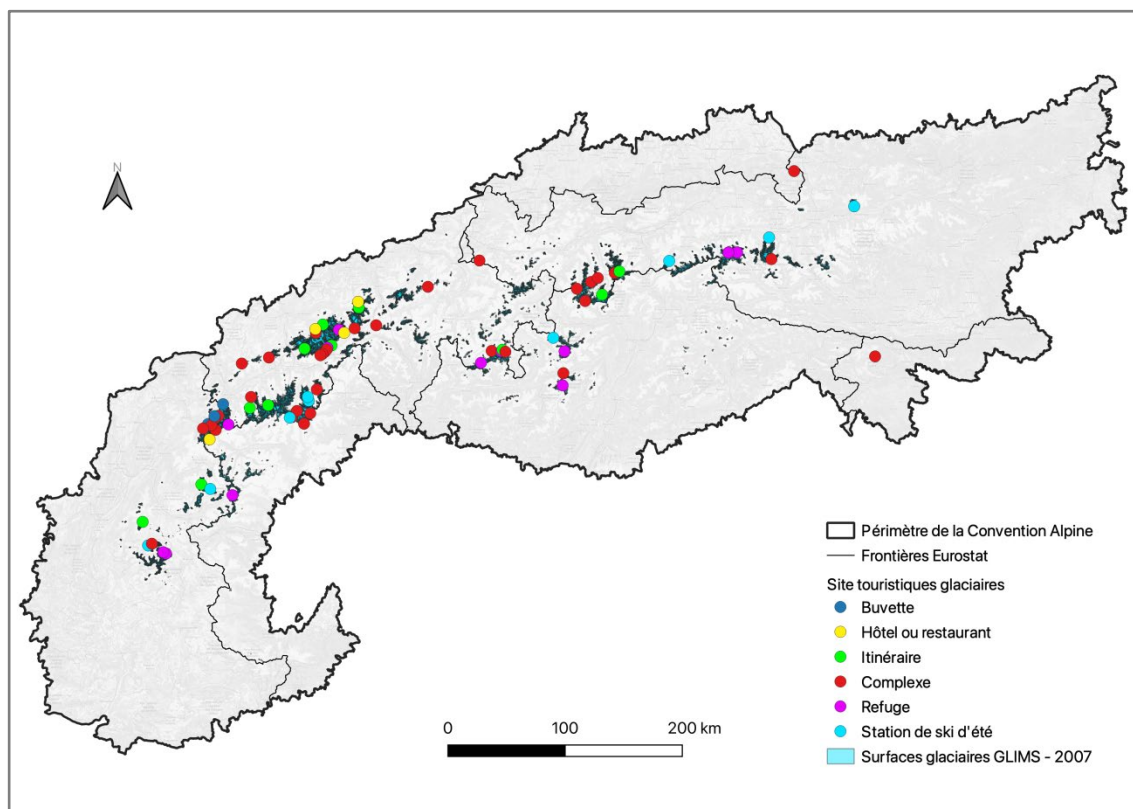 N
0
100
200 km
Périmètre de la Convention Alpine
Frontières Eurostat
Site touristiques glaciaires
Buvette
Hôtel ou restaurant
Itinéraire
Complexe
Refuge
Station de ski d'été
Surfaces glaciaires GLIMS - 2007